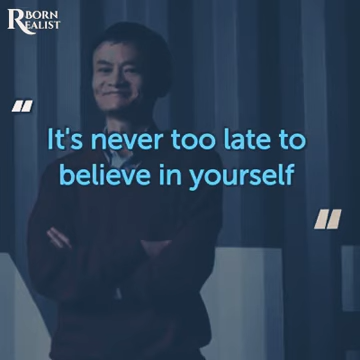 BORN
REALIST
"
It's never too late to
believe in yourself
"